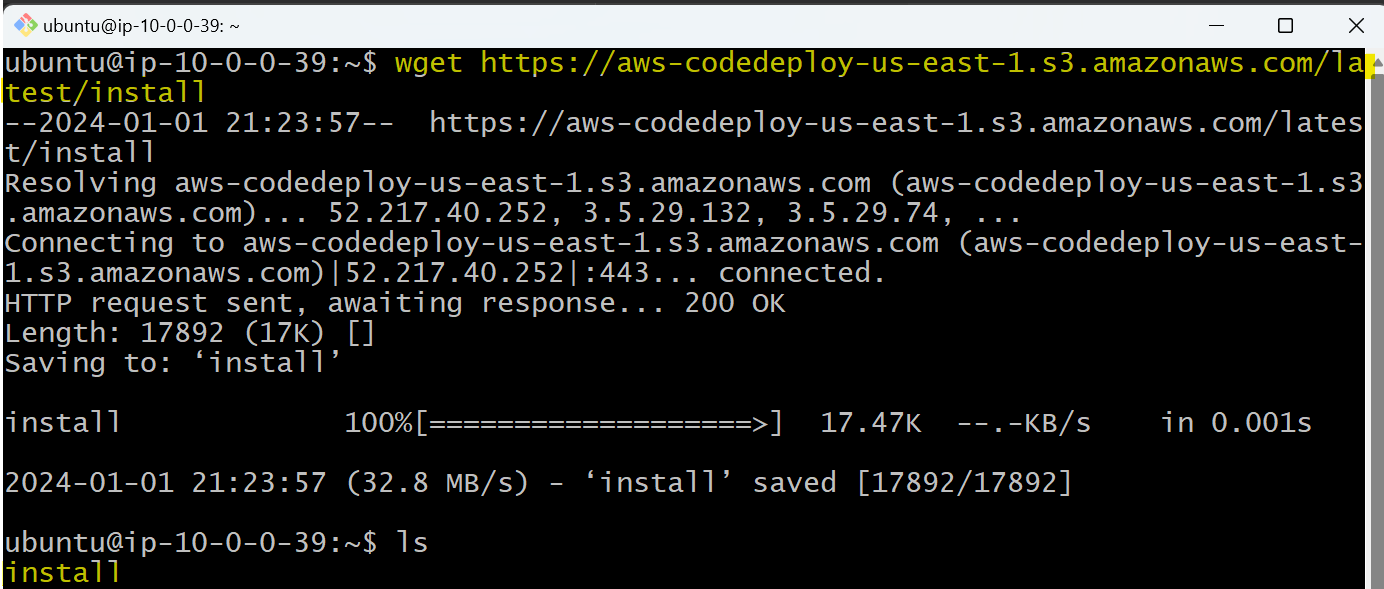 ubuntu@ip-10-0-0-39: ~
ubuntu@ip-10-0-0-39:~$ wget https://aws-codedeploy-us-east-1.s3.amazonaws.com/la
test/install
--2024-01-01 21:23:57--  https://aws-codedeploy-us-east-1.s3.amazonaws.com/lates
t/install
Resolving aws-codedeploy-us-east-1.s3.amazonaws.com (aws-codedeploy-us-east-1.s3
.amazonaws.com)... 52.217.40.252, 3.5.29.132, 3.5.29.74, ...
Connecting to aws-codedeploy-us-east-1.s3.amazonaws.com (aws-codedeploy-us-east-
1.s3.amazonaws.com)|52.217.40.252|:443... connected.
HTTP request sent, awaiting response... 200 OK
Length: 17892 (17K) []
Saving to: ‘install’
install             100%[===================>]  17.47K  --.-KB/s    in 0.001s
2024-01-01 21:23:57 (32.8 MB/s) - ‘install’ saved [17892/17892]
ubuntu@ip-10-0-0-39:~$ ls
install